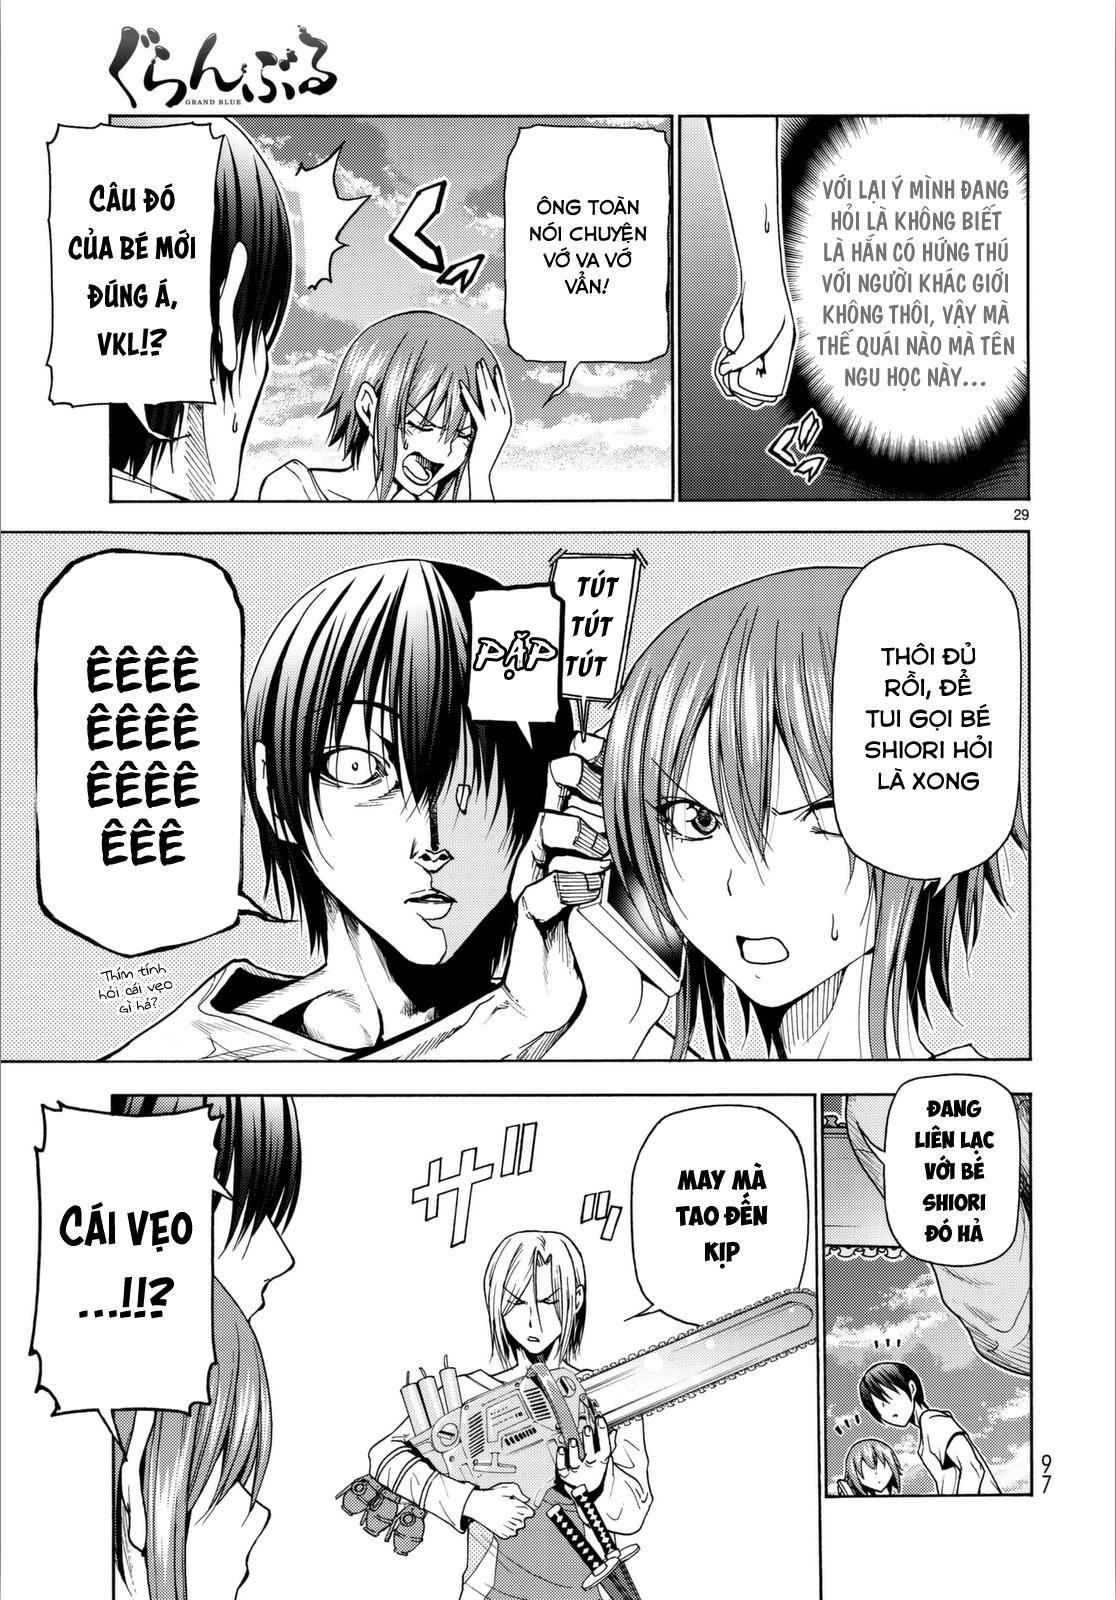 ぐらんぶる
GRAND BLUE
VỚI LẠI Ý MÌNH ĐANG
HỎI LÀ KHÔNG BIẾT
LÀ HẮN CÓ HỨNG THÚ
VỚI NGƯỜI KHÁC GIỚI
KHÔNG THÔI, VẬY MÀ
THẾ QUÁI NÀO MÀ TÊN
NGU HỌC NÀY...
ÔNG TOÀN
NÓI CHUYỆN
VỚ VA VỚ
VẨN!
CÂU ĐÓ
CỦA BÉ MỚI
ĐÚNG Á,
VKL!?
29
THÔI ĐỦ
RỒI, ĐỂ
TUI GỌI BÉ
SHIORI HỎI
LÀ XONG
TÚT
TÚT
TÚT
PẶP
ÊÊÊÊ
ÊÊÊÊ
ÊÊÊÊ
ÊÊÊ
Thím tính
hỏi cái vẹo
gì hả?
ĐANG
LIÊN LẠC
VỚI BÉ
SHIORI
ĐÓ HẢ
MAY MÀ
TAO ĐẾN
KỊP
ザッ
CÁI VẸO
...!!?
97